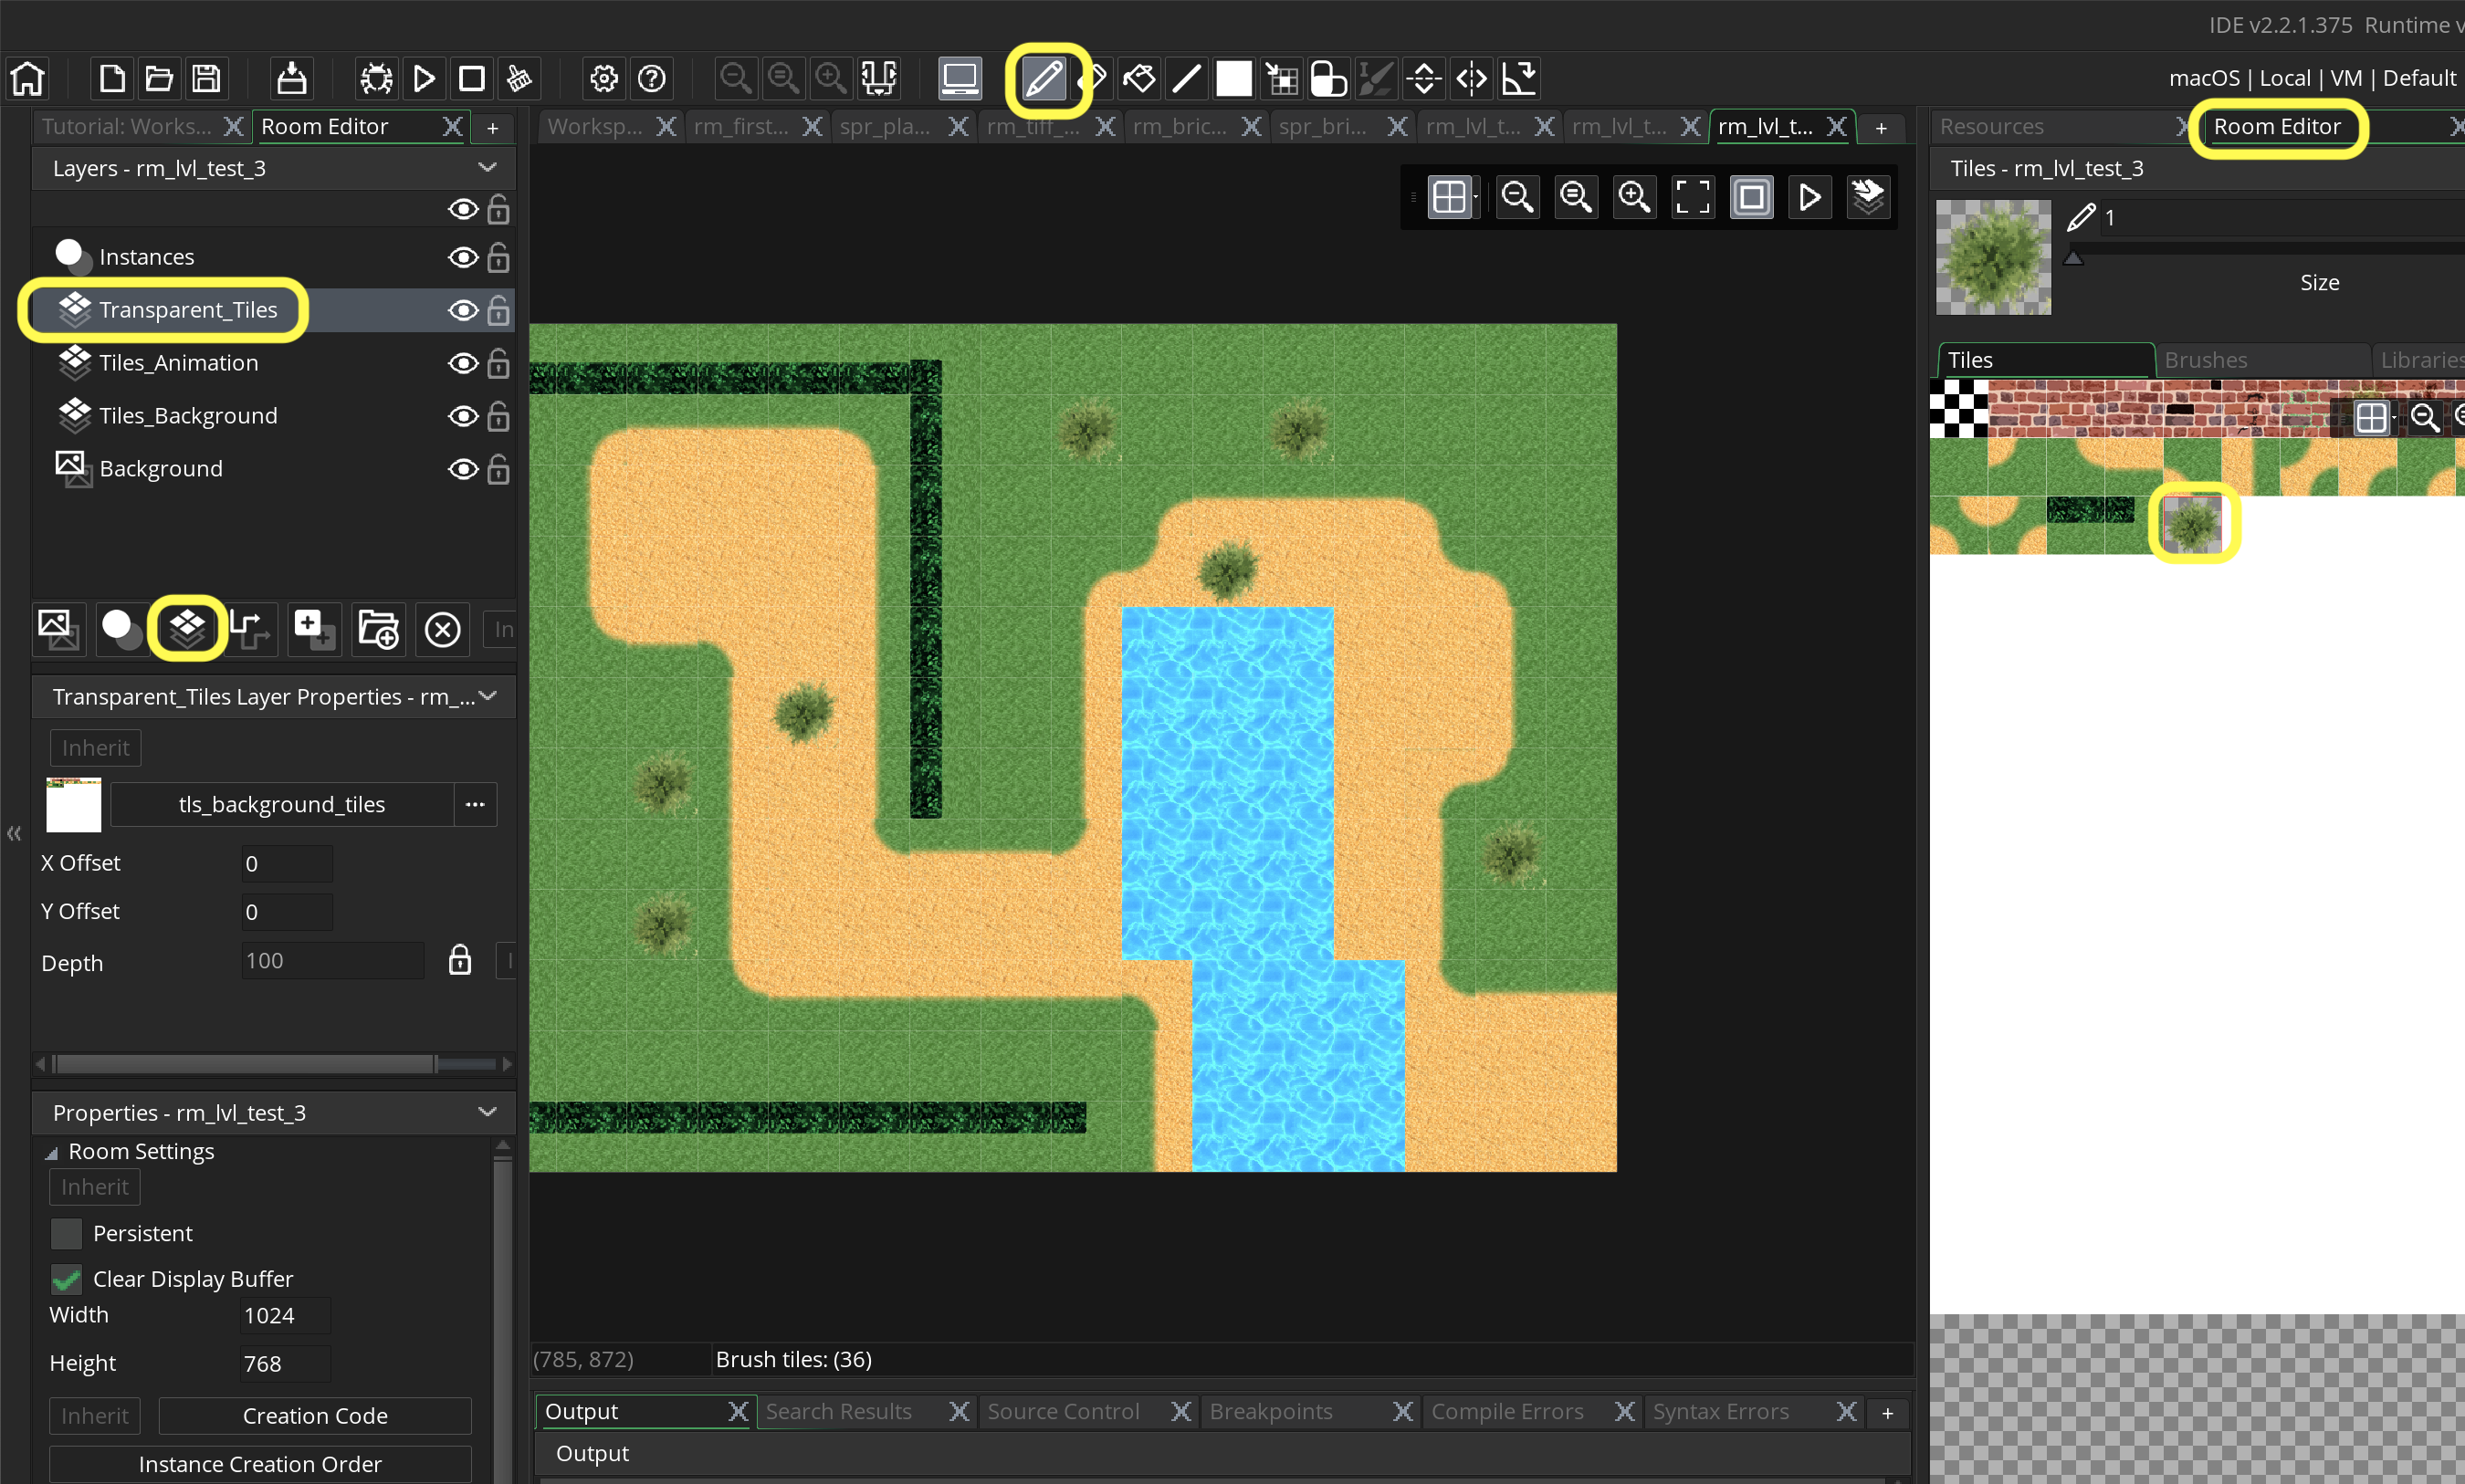 IDE v2.2.1.375 Runtime v
macOS | Local | VM | Default
Tutorial: Works...
Room Editor
Worksp...
rm_first...
spr_pla...
rm_tiff_...
rm_bric...
spr_bri...
rm_lvl_t...
rm_lvl_t...
rm_lvl_t...
Resources
Room Editor
Layers - rm_lvl_test_3
Tiles - rm_lvl_test_3
1
Size
Instances
Transparent_Tiles
Tiles_Animation
Tiles_Background
Background
Tiles
Brushes
Libraries
In
Transparent_Tiles Layer Properties - rm_...
Inherit
tls_background_tiles
X Offset 0
Y Offset 0
Depth 100
Properties - rm_lvl_test_3
Room Settings
Inherit
Persistent
Clear Display Buffer
Width 1024
Height 768
Inherit
Creation Code
Instance Creation Order
(785, 872)
Brush tiles: (36)
Output
Search Results
Source Control
Breakpoints
Compile Errors
Syntax Errors
Output